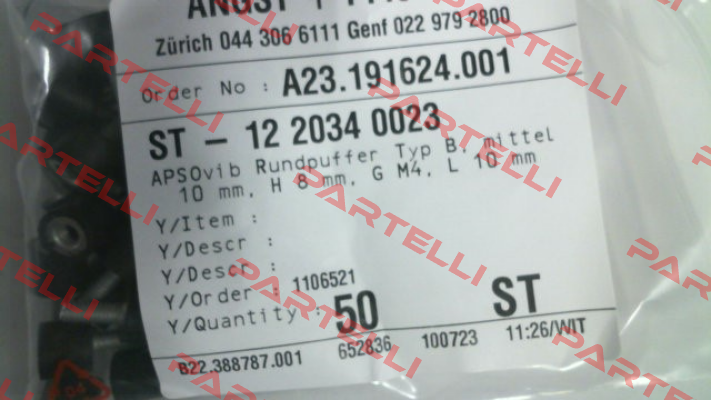 ANGST +
Zürich 044 306 6111 Genf 022 979 2800
Order No : A23.191624.001
ST - 12 2034 0023
APSOvib Rundpuffer Typ B, mittel
10 mm, H 8 mm, G M4, L 10 mm
Y/Item :
Y/Descr :
Y/Descr :
Y/Order : 1106521
Y/Quantity : 50 ST
B22.388787.001 652836 100723 11:26/WIT
PARTELLI
PARTELLI
PARTELLI
PARTELLI
PARTELLI
PARTELLI